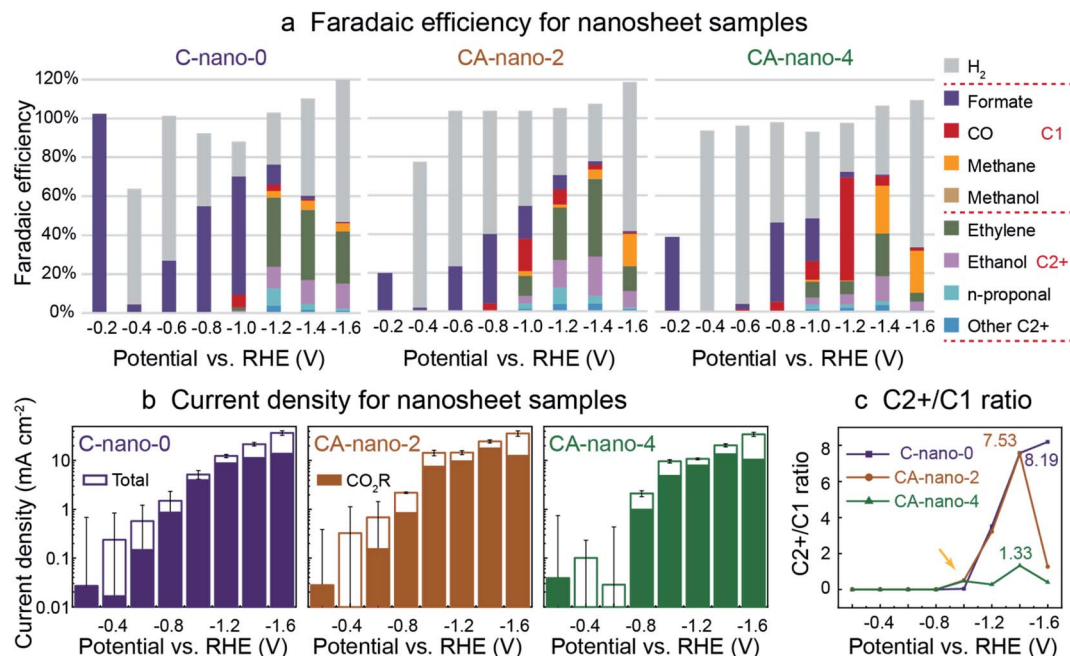 a Faradaic efficiency for nanosheet samples
C-nano-0 CA-nano-2 CA-nano-4
Faradaic efficiency
120%
100%
80%
60%
40%
20%
0%
-0.2 -0.4 -0.6 -0.8 -1.0 -1.2 -1.4 -1.6
Potential vs. RHE (V)
-0.2 -0.4 -0.6 -0.8 -1.0 -1.2 -1.4 -1.6
Potential vs. RHE (V)
-0.2 -0.4 -0.6 -0.8 -1.0 -1.2 -1.4 -1.6
Potential vs. RHE (V)
H2
Formate
CO C1
Methane
Methanol
Ethylene
Ethanol C2+
n-proponal
Other C2+
b Current density for nanosheet samples
Current density (mA cm-2)
10
1
0.1
0.01
C-nano-0
Total
-0.4 -0.8 -1.2 -1.6
Potential vs. RHE (V)
CA-nano-2
CO2R
-0.4 -0.8 -1.2 -1.6
Potential vs. RHE (V)
CA-nano-4
-0.4 -0.8 -1.2 -1.6
Potential vs. RHE (V)
c C2+/C1 ratio
C2+/C1 ratio
8
6
4
2
0
C-nano-0
CA-nano-2
CA-nano-4
7.53
8.19
1.33
-0.4 -0.8 -1.2 -1.6
Potential vs. RHE (V)